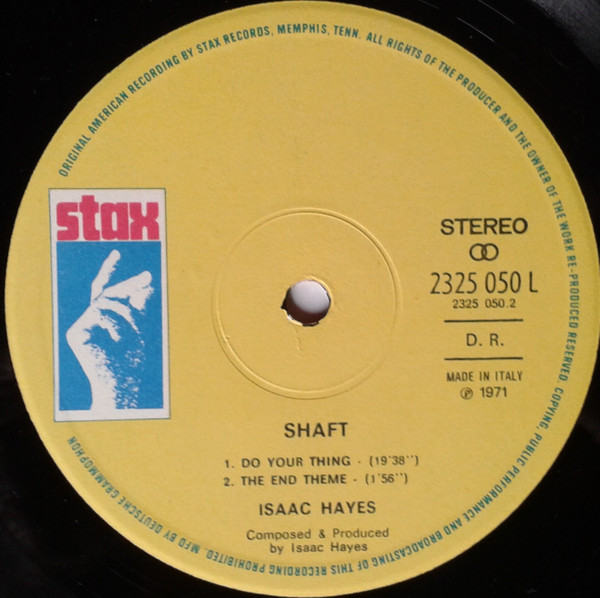 ORIGINAL AMERICAN RECORDING BY STAX RECORDS, MEMPHIS, TENN. ALL RIGHTS OF THE PRODUCER AND THE OWNER OF THE WORK RE-PRODUCED RESERVED. COPYING, PUBLIC PERFORMANCE AND BROADCASTING OF THIS RECORDING PROHIBITED. MFD BY DEUTSCHE GRAMMOPHON
stax
STEREO
2325 050 L
2325 050.2
D. R.
MADE IN ITALY
℗ 1971
SHAFT
1. DO YOUR THING - (19'38'')
2. THE END THEME - (1'56'')
ISAAC HAYES
Composed & Produced
by Isaac Hayes